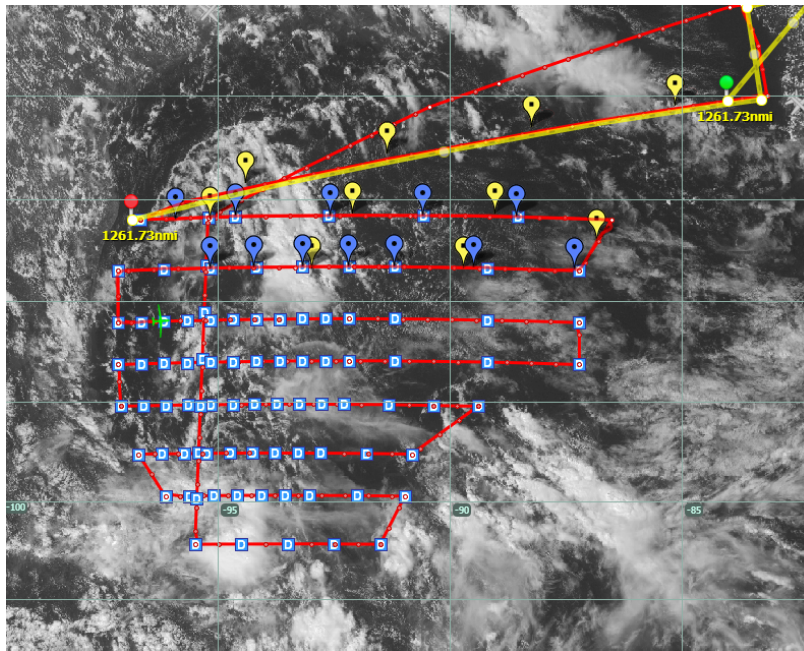 1261.73nmi
1261.73nmi
D D
D D D D D D D D D D
D D D D D D D D D D D D
D D D D D D D D D D D
D D D D D D D D D
-100 -95 -90 -85
D D D D D D
D D D